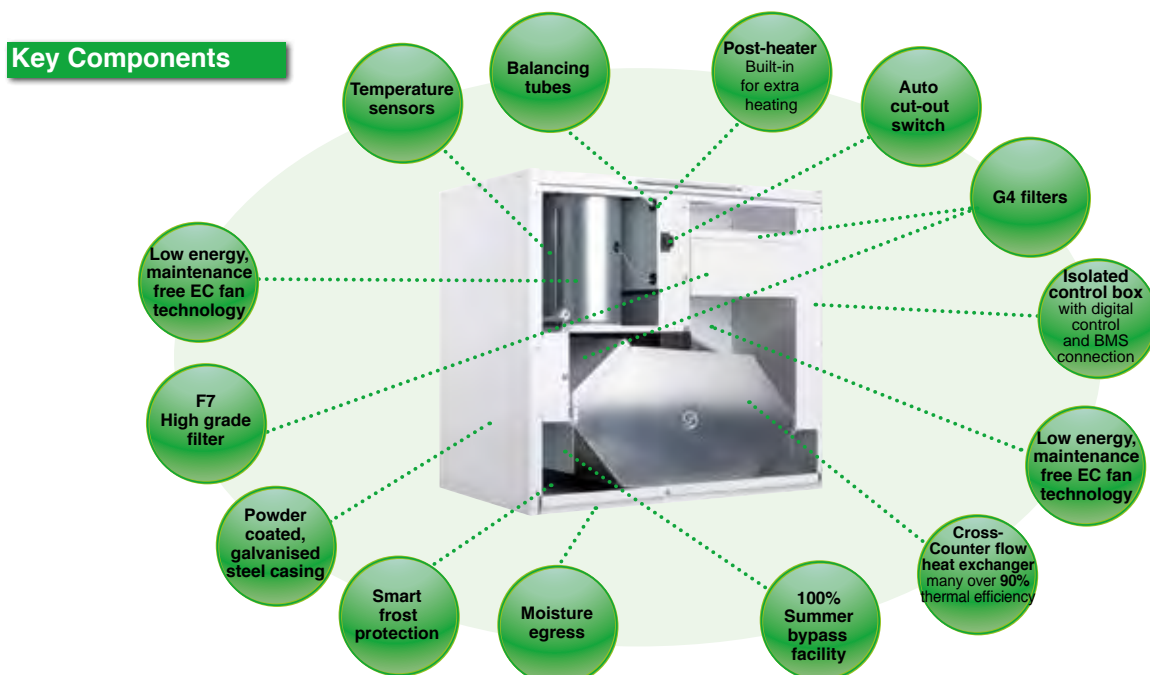 Key Components
Temperature
sensors
Balancing
tubes
Post-heater
Built-in
for extra
heating
Auto
cut-out
switch
G4 filters
Low energy,
maintenance
free EC fan
technology
Isolated
control box
with digital
control
and BMS
connection
F7
High grade
filter
Low energy,
maintenance
free EC fan
technology
Powder
coated,
galvanised
steel casing
Smart
frost
protection
Moisture
egress
100%
Summer
bypass
facility
Cross-
Counter flow
heat exchanger
many over 90%
thermal efficiency